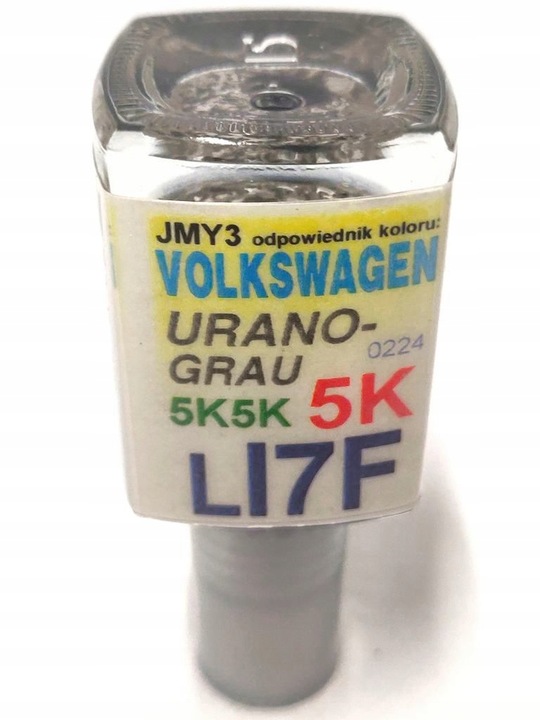 JMY3 odpowiednik koloru:
VOLKSWAGEN
URANO-
0224
GRAU
5K5K 5K
LI7F